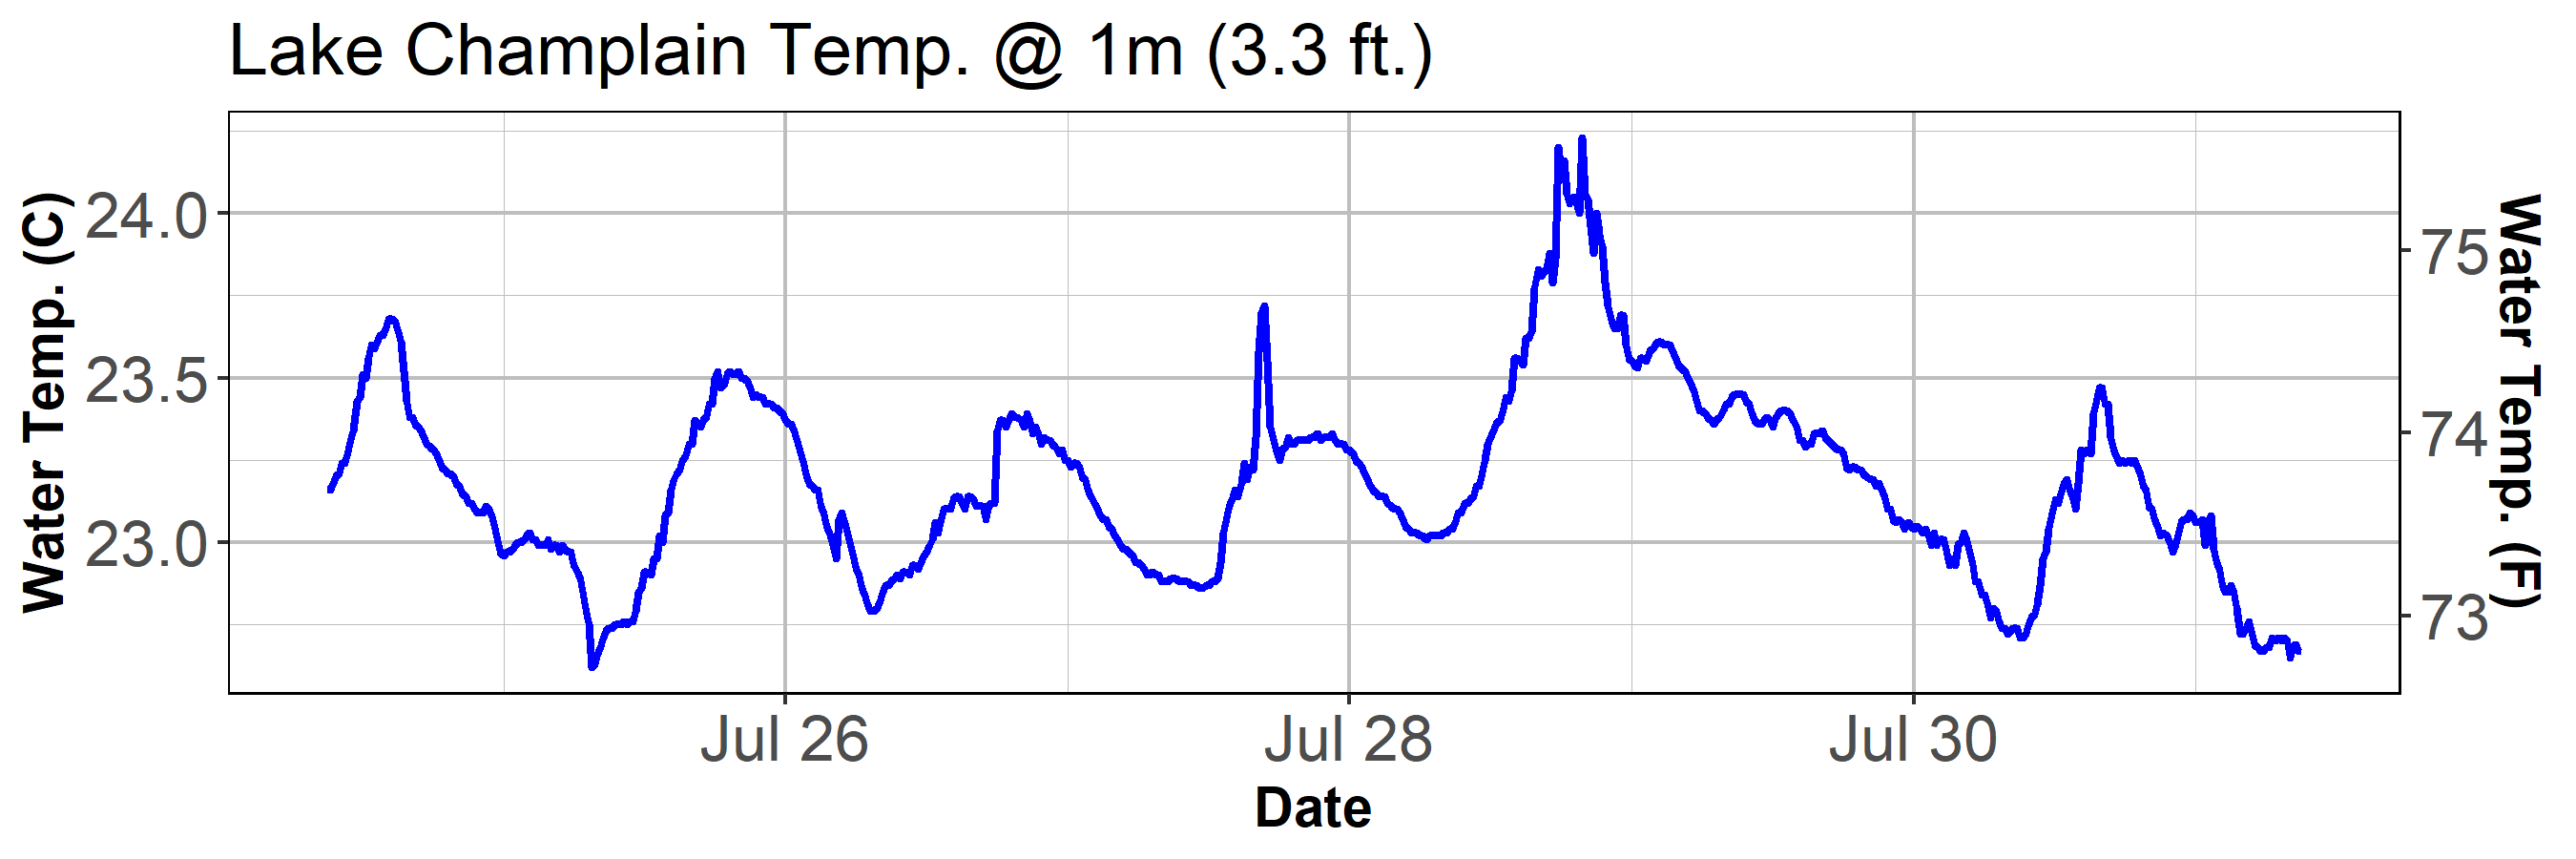 Lake Champlain Temp. @ 1m (3.3 ft.)
Water Temp. (C)
24.0
23.5
23.0
75
74
73
Water Temp. (F)
Jul 26
Jul 28
Jul 30
Date